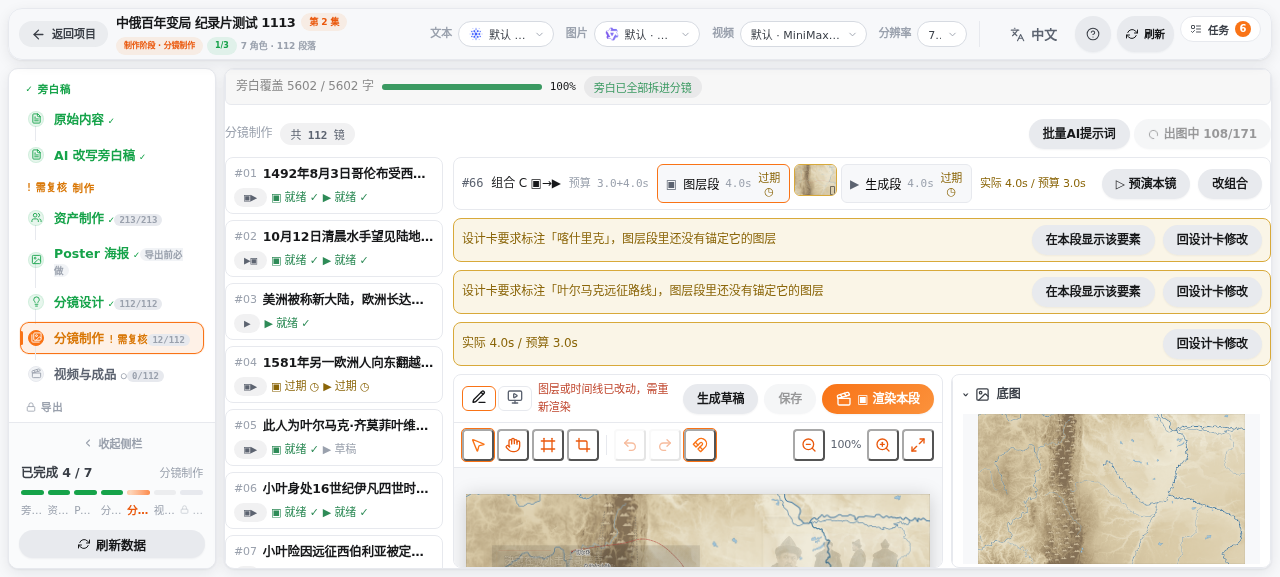 返回项目
中俄百年变局 纪录片测试 1113 第 2 集
制作阶段 · 分镜制作 1/3 7 角色 · 112 段落
文本 默认 ...
图片 默认 · ...
视频 默认 · MiniMax...
分辨率 7..
中文
刷新
任务 6
✓ 旁白稿
原始内容 ✓
AI 改写旁白稿 ✓
! 需复核 制作
资产制作 ✓ 213/213
Poster 海报 ✓ 导出前必做
分镜设计 ✓ 112/112
分镜制作 ! 需复核 12/112
视频与成品 ○ 0/112
导出
收起侧栏
已完成 4 / 7 分镜制作
旁... 资... P... 分... 分... 视... ...
刷新数据
旁白覆盖 5602 / 5602 字 100% 旁白已全部拆进分镜
分镜制作 共 112 镜
批量AI提示词 出图中 108/171
#01 1492年8月3日哥伦布受西...
▣▶ ▣ 就绪 ✓ ▶ 就绪 ✓
#02 10月12日清晨水手望见陆地...
▶▣ ▣ 就绪 ✓ ▶ 就绪 ✓
#03 美洲被称新大陆，欧洲长达...
▶ ▶ 就绪 ✓
#04 1581年另一欧洲人向东翻越...
▣▶ ▣ 过期 ◷ ▶ 过期 ◷
#05 此人为叶尔马克·齐莫菲叶维...
▣▶ ▣ 就绪 ✓ ▶ 草稿
#06 小叶身处16世纪伊凡四世时...
▣▶ ▣ 就绪 ✓ ▶ 就绪 ✓
#07 小叶险因远征西伯利亚被定...
#66 组合 C ▣→▶ 预算 3.0+4.0s ▣ 图层段 4.0s 过期 ◷ ▶ 生成段 4.0s 过期 ◷ 实际 4.0s / 预算 3.0s ▷ 预演本镜 改组合
设计卡要求标注「喀什里克」，图层段里还没有锚定它的图层 在本段显示该要素 回设计卡修改
设计卡要求标注「叶尔马克远征路线」，图层段里还没有锚定它的图层 在本段显示该要素 回设计卡修改
实际 4.0s / 预算 3.0s 回设计卡修改
图层或时间线已改动，需重新渲染 生成草稿 保存 ▣ 渲染本段
100%
底图